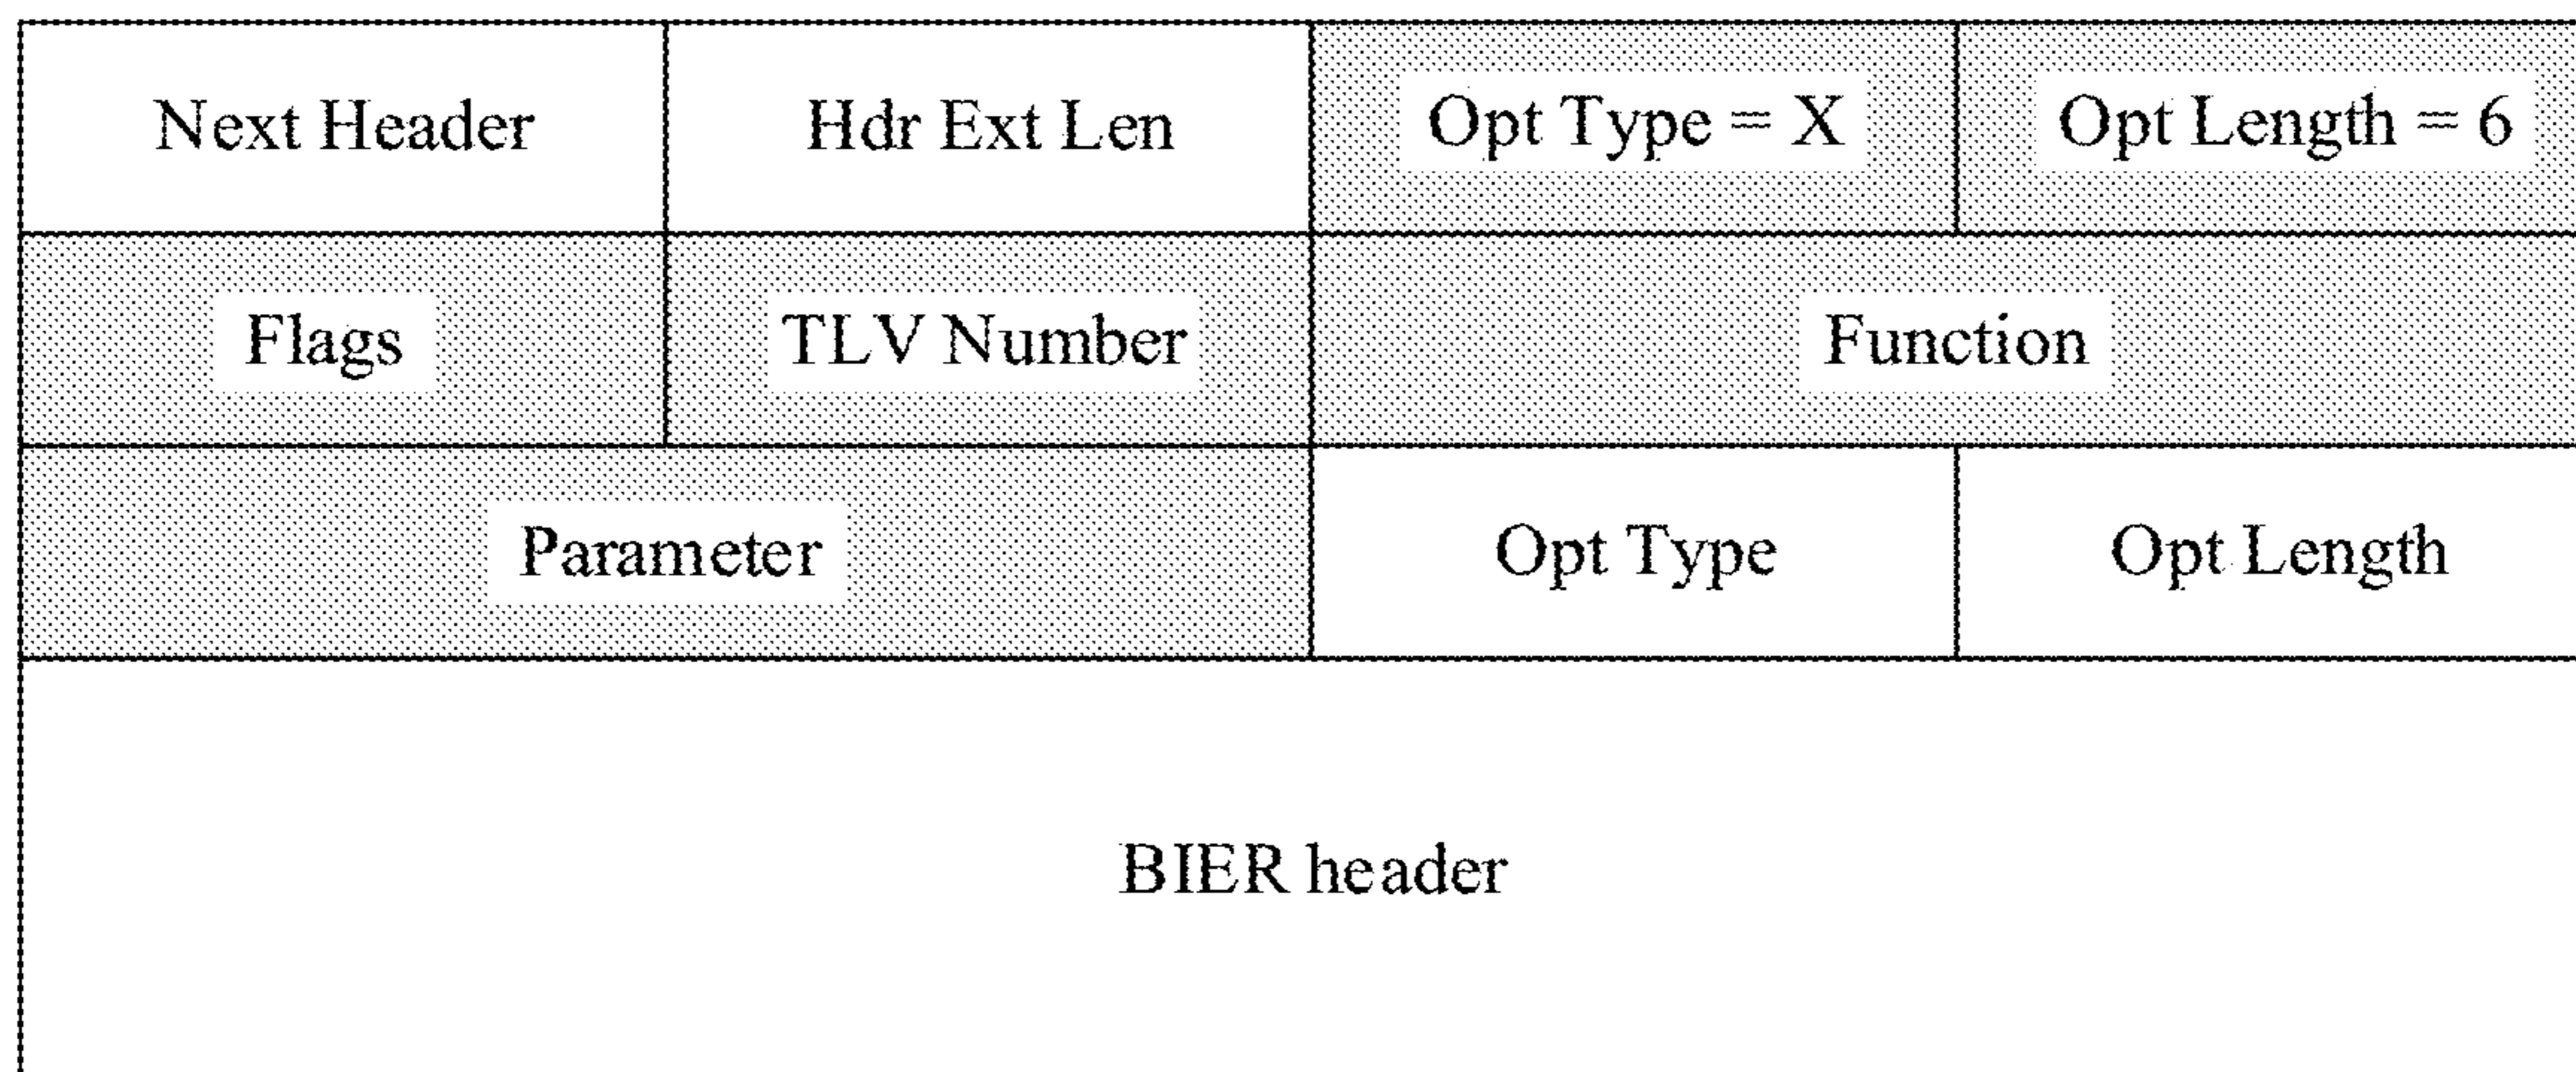 Next Header Hdr Ext Len Opt Type = X Opt Length = 6
Flags TLV Number Function
Parameter Opt Type Opt Length
BIER header